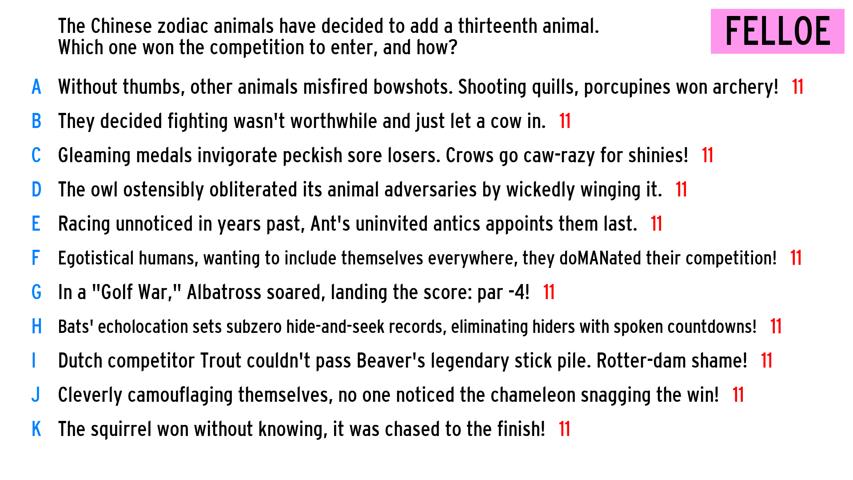 The Chinese zodiac animals have decided to add a thirteenth animal.
Which one won the competition to enter, and how?
FELLOE
A Without thumbs, other animals misfired bowshots. Shooting quills, porcupines won archery! 11
B They decided fighting wasn't worthwhile and just let a cow in. 11
C Gleaming medals invigorate peckish sore losers. Crows go caw-razy for shinies! 11
D The owl ostensibly obliterated its animal adversaries by wickedly winging it. 11
E Racing unnoticed in years past, Ant's uninvited antics appoints them last. 11
F Egotistical humans, wanting to include themselves everywhere, they doMANated their competition! 11
G In a "Golf War," Albatross soared, landing the score: par -4! 11
H Bats' echolocation sets subzero hide-and-seek records, eliminating hiders with spoken countdowns! 11
I Dutch competitor Trout couldn't pass Beaver's legendary stick pile. Rotter-dam shame! 11
J Cleverly camouflaging themselves, no one noticed the chameleon snagging the win! 11
K The squirrel won without knowing, it was chased to the finish! 11